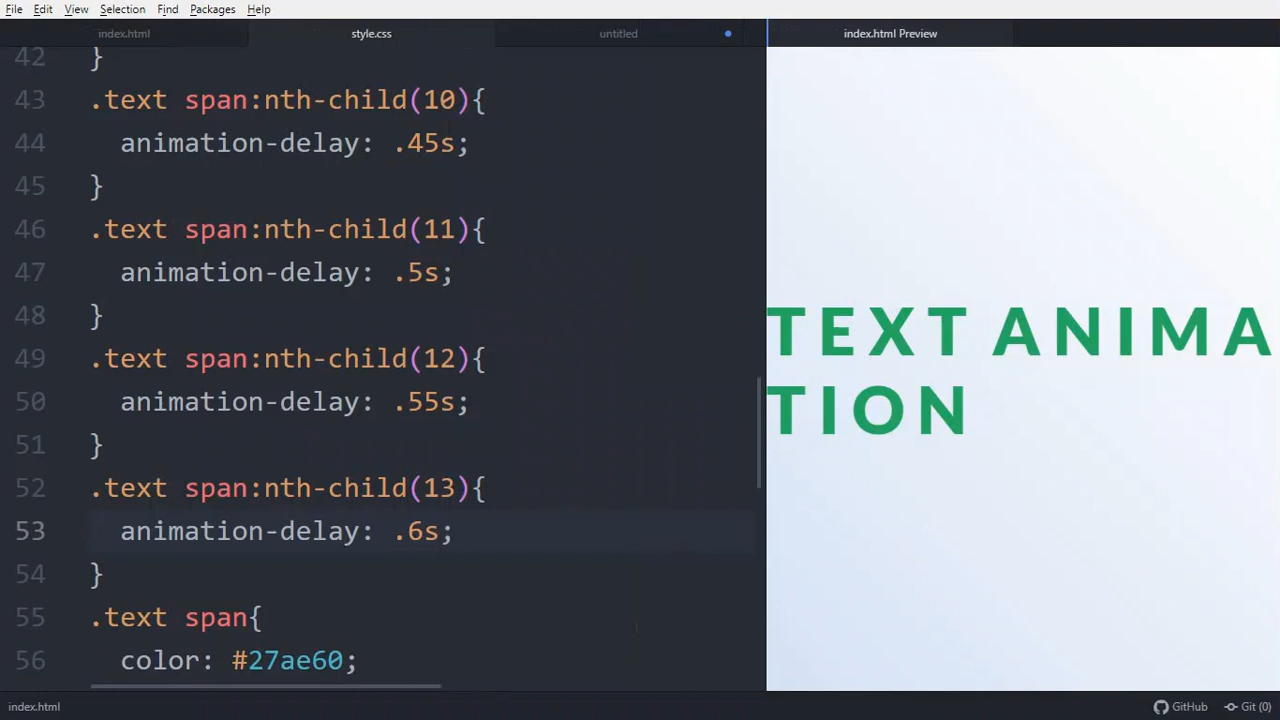 File Edit View Selection Find Packages Help
index.html style.css untitled index.html Preview
42 }
43 .text span:nth-child(10){
44 animation-delay: .45s;
45 }
46 .text span:nth-child(11){
47 animation-delay: .5s;
48 }
49 .text span:nth-child(12){
50 animation-delay: .55s;
51 }
52 .text span:nth-child(13){
53 animation-delay: .6s;
54 }
55 .text span{
56 color: #27ae60;
TEXT ANIMA
TION
index.html GitHub Git (0)